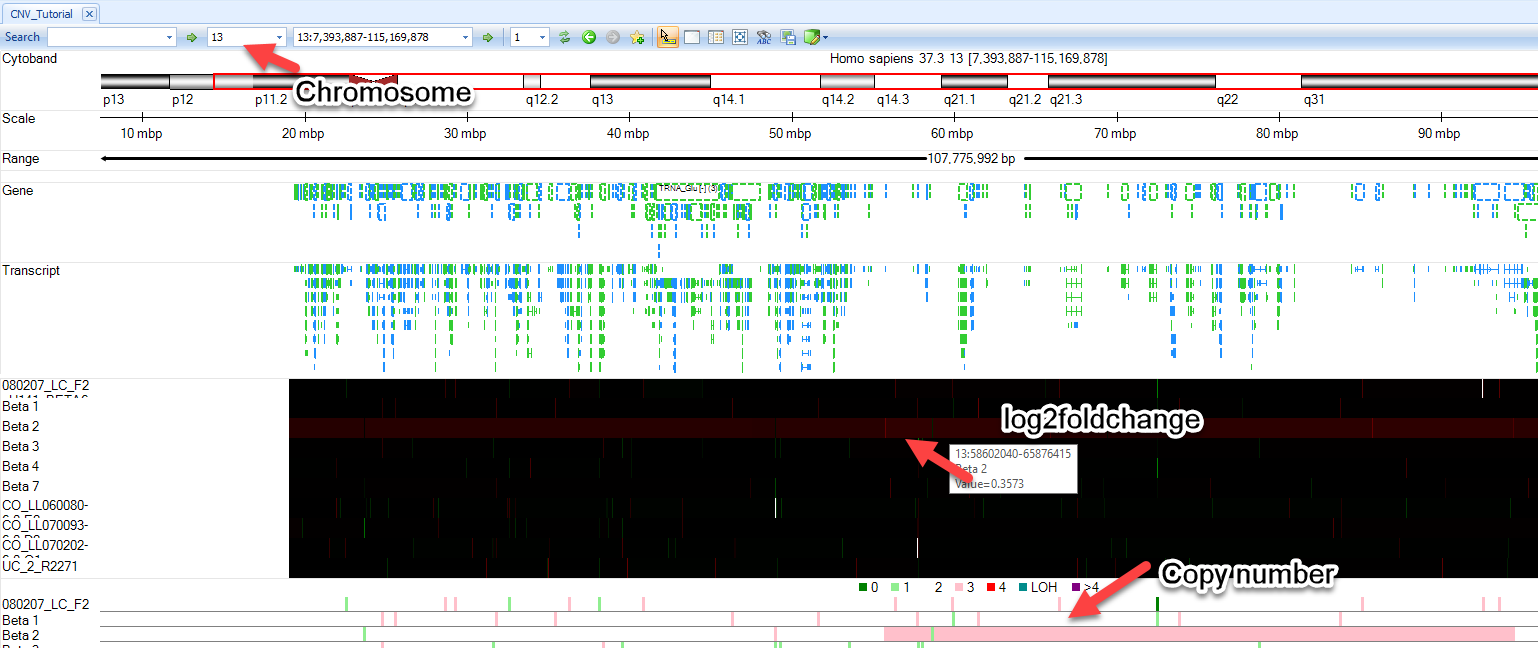 CNV_Tutorial
Search 13 13:7,393,887-115,169,878 1
Cytoband
Homo sapiens 37.3 13 [7,393,887-115,169,878]
Chromosome
p13 p12 p11.2 q12.2 q13 q14.1 q14.2 q14.3 q21.1 q21.2 q21.3 q22 q31
Scale
10 mbp 20 mbp 30 mbp 40 mbp 50 mbp 60 mbp 70 mbp 80 mbp 90 mbp
Range
107,775,992 bp
Gene
TRNA_Glu [-] (3)
Transcript
080207_LC_F2
Beta 1
Beta 2
log2foldchange
Beta 3
13:58602040-65876415
Beta 2
Value=0.3573
Beta 4
Beta 7
CO_LL060080-
CO_LL070093-
CO_LL070202-
UC_2_R2271
Copy number
0 1 2 3 4 LOH >4
080207_LC_F2
Beta 1
Beta 2